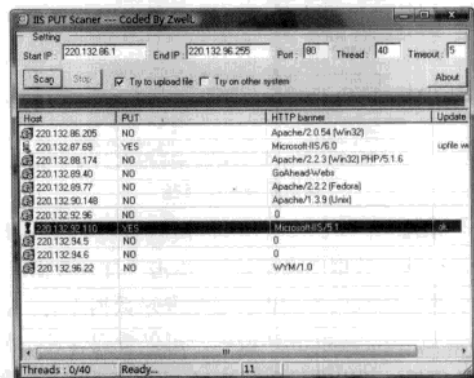 IIS PUT Scaner --- Coded By ZwelL
Setting
Start IP : 220.132.86.1 End IP : 220.132.96.255 Port : 80 Thread : 40 Timeout : 5
Scan Stop Try to upload file Try on other system About
Host PUT HTTP banner Update
220.132.86.205 NO Apache/2.0.54 (Win32)
220.132.87.69 YES Microsoft-IIS/6.0 upfile
220.132.88.174 NO Apache/2.2.3 (Win32) PHP/5.1.6
220.132.89.40 NO GoAhead-Webs
220.132.89.77 NO Apache/2.2.2 (Fedora)
220.132.90.148 NO Apache/1.3.9 (Unix)
220.132.92.96 NO 0
220.132.92.110 YES Microsoft-IIS/5.1 ok
220.132.94.5 NO 0
220.132.94.6 NO 0
220.132.96.22 NO WYM/1.0
Threads : 0/40 Ready... 11